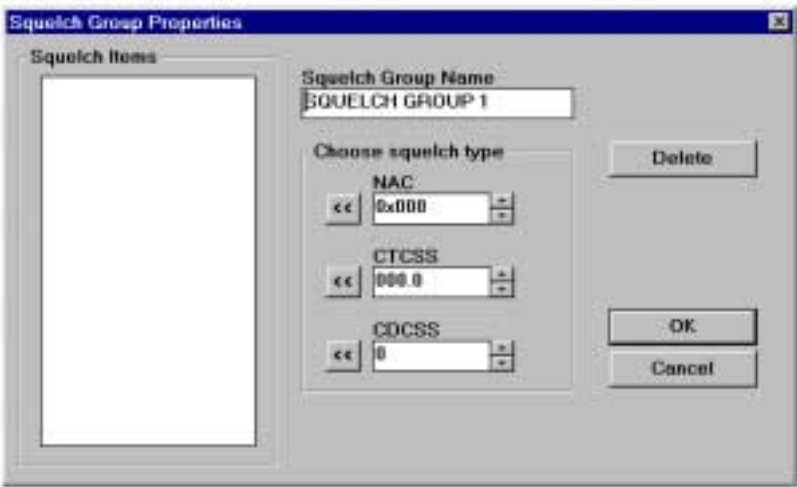 Squelch Group Properties
Squelch Items
Squelch Group Name
SQUELCH GROUP 1
Choose squelch type
NAC
<< 0x000
CTCSS
<< 000.0
CDCSS
<< 0
Delete
OK
Cancel